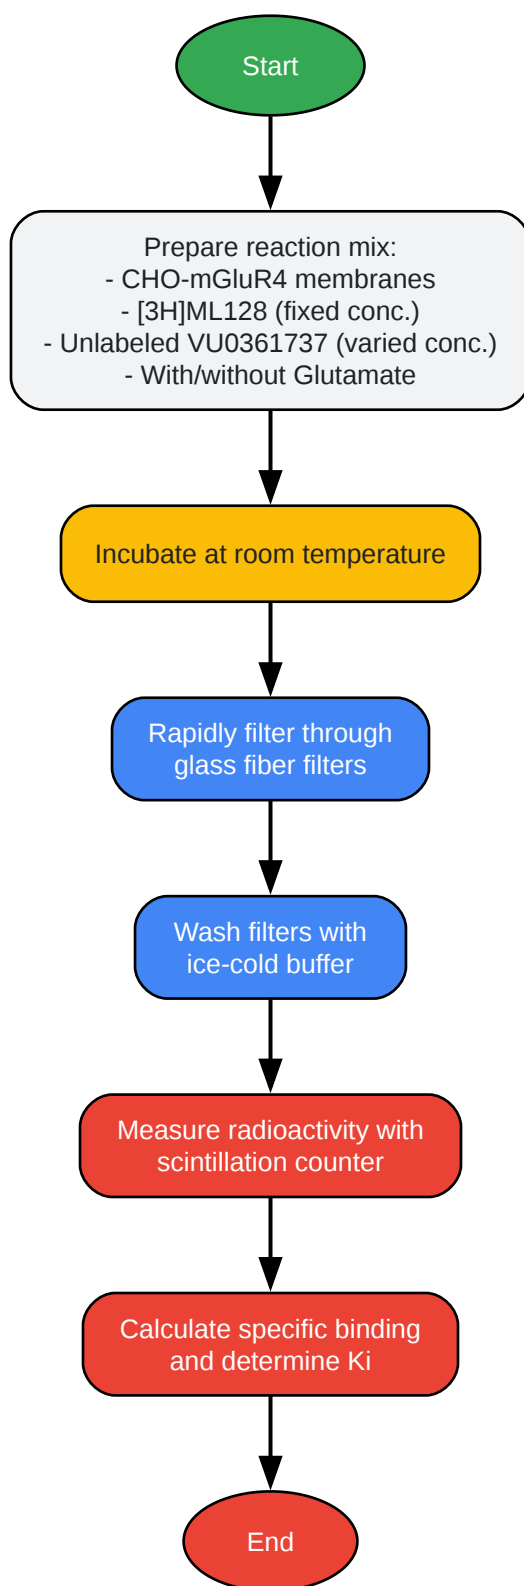 Start
Prepare reaction mix:
- CHO-mGluR4 membranes
- [3H]ML128 (fixed conc.)
- Unlabeled VU0361737 (varied conc.)
- With/without Glutamate
Incubate at room temperature
Rapidly filter through
glass fiber filters
Wash filters with
ice-cold buffer
Measure radioactivity with
scintillation counter
Calculate specific binding
and determine Ki
End